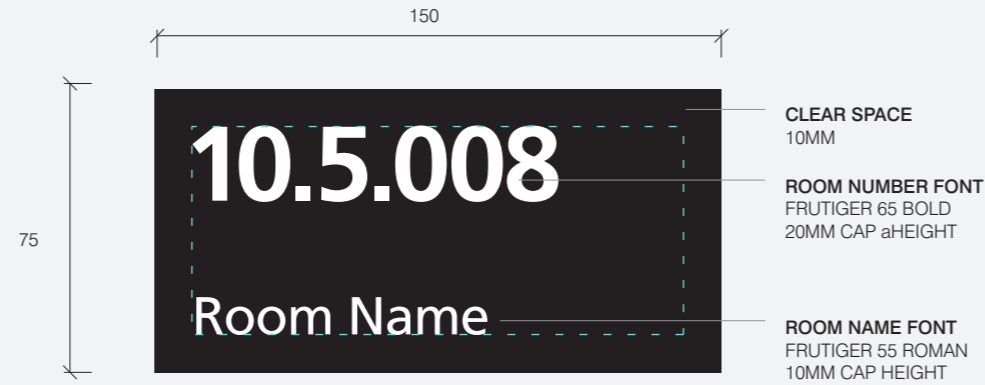 150
75
10.5.008
Room Name
CLEAR SPACE
10MM
ROOM NUMBER FONT
FRUTIGER 65 BOLD
20MM CAP aHEIGHT
ROOM NAME FONT
FRUTIGER 55 ROMAN
10MM CAP HEIGHT